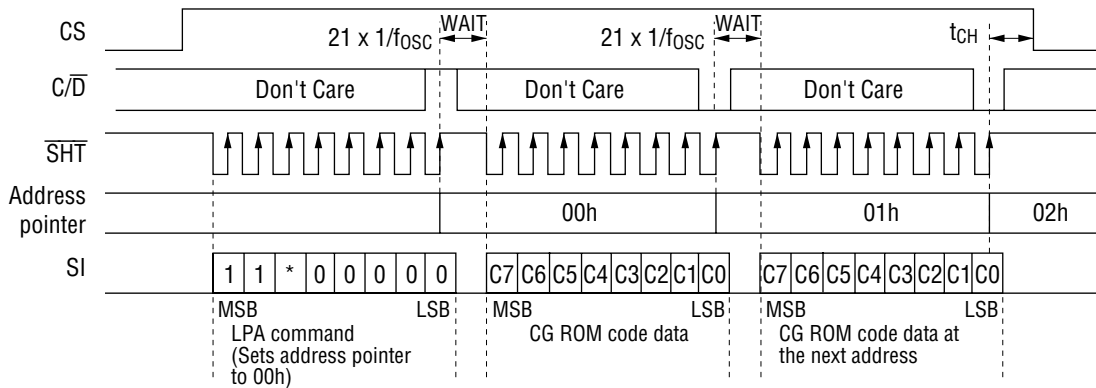 CS
21 x 1/fOSC
WAIT
21 x 1/fOSC
WAIT
tCH
C/D̅
Don't Care
Don't Care
Don't Care
S̅H̅T̅
Address
pointer
00h
01h
02h
SI
1 1 * 0 0 0 0 0
C7 C6 C5 C4 C3 C2 C1 C0
C7 C6 C5 C4 C3 C2 C1 C0
MSB
LSB
MSB
LSB
MSB
LSB
LPA command
(Sets address pointer
to 00h)
CG ROM code data
CG ROM code data at
the next address